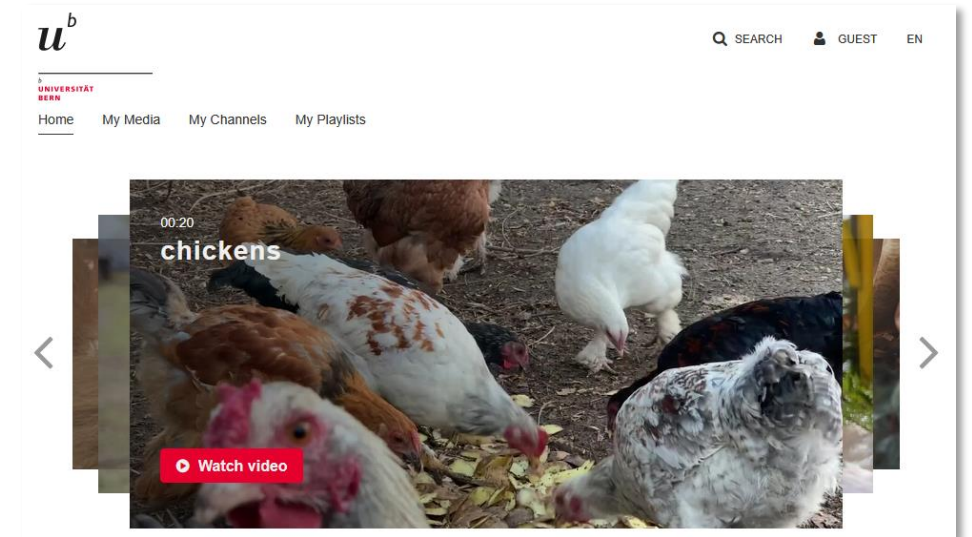 u^b
SEARCH GUEST EN
b
UNIVERSITÄT
BERN
Home My Media My Channels My Playlists
00:20
chickens
Watch video